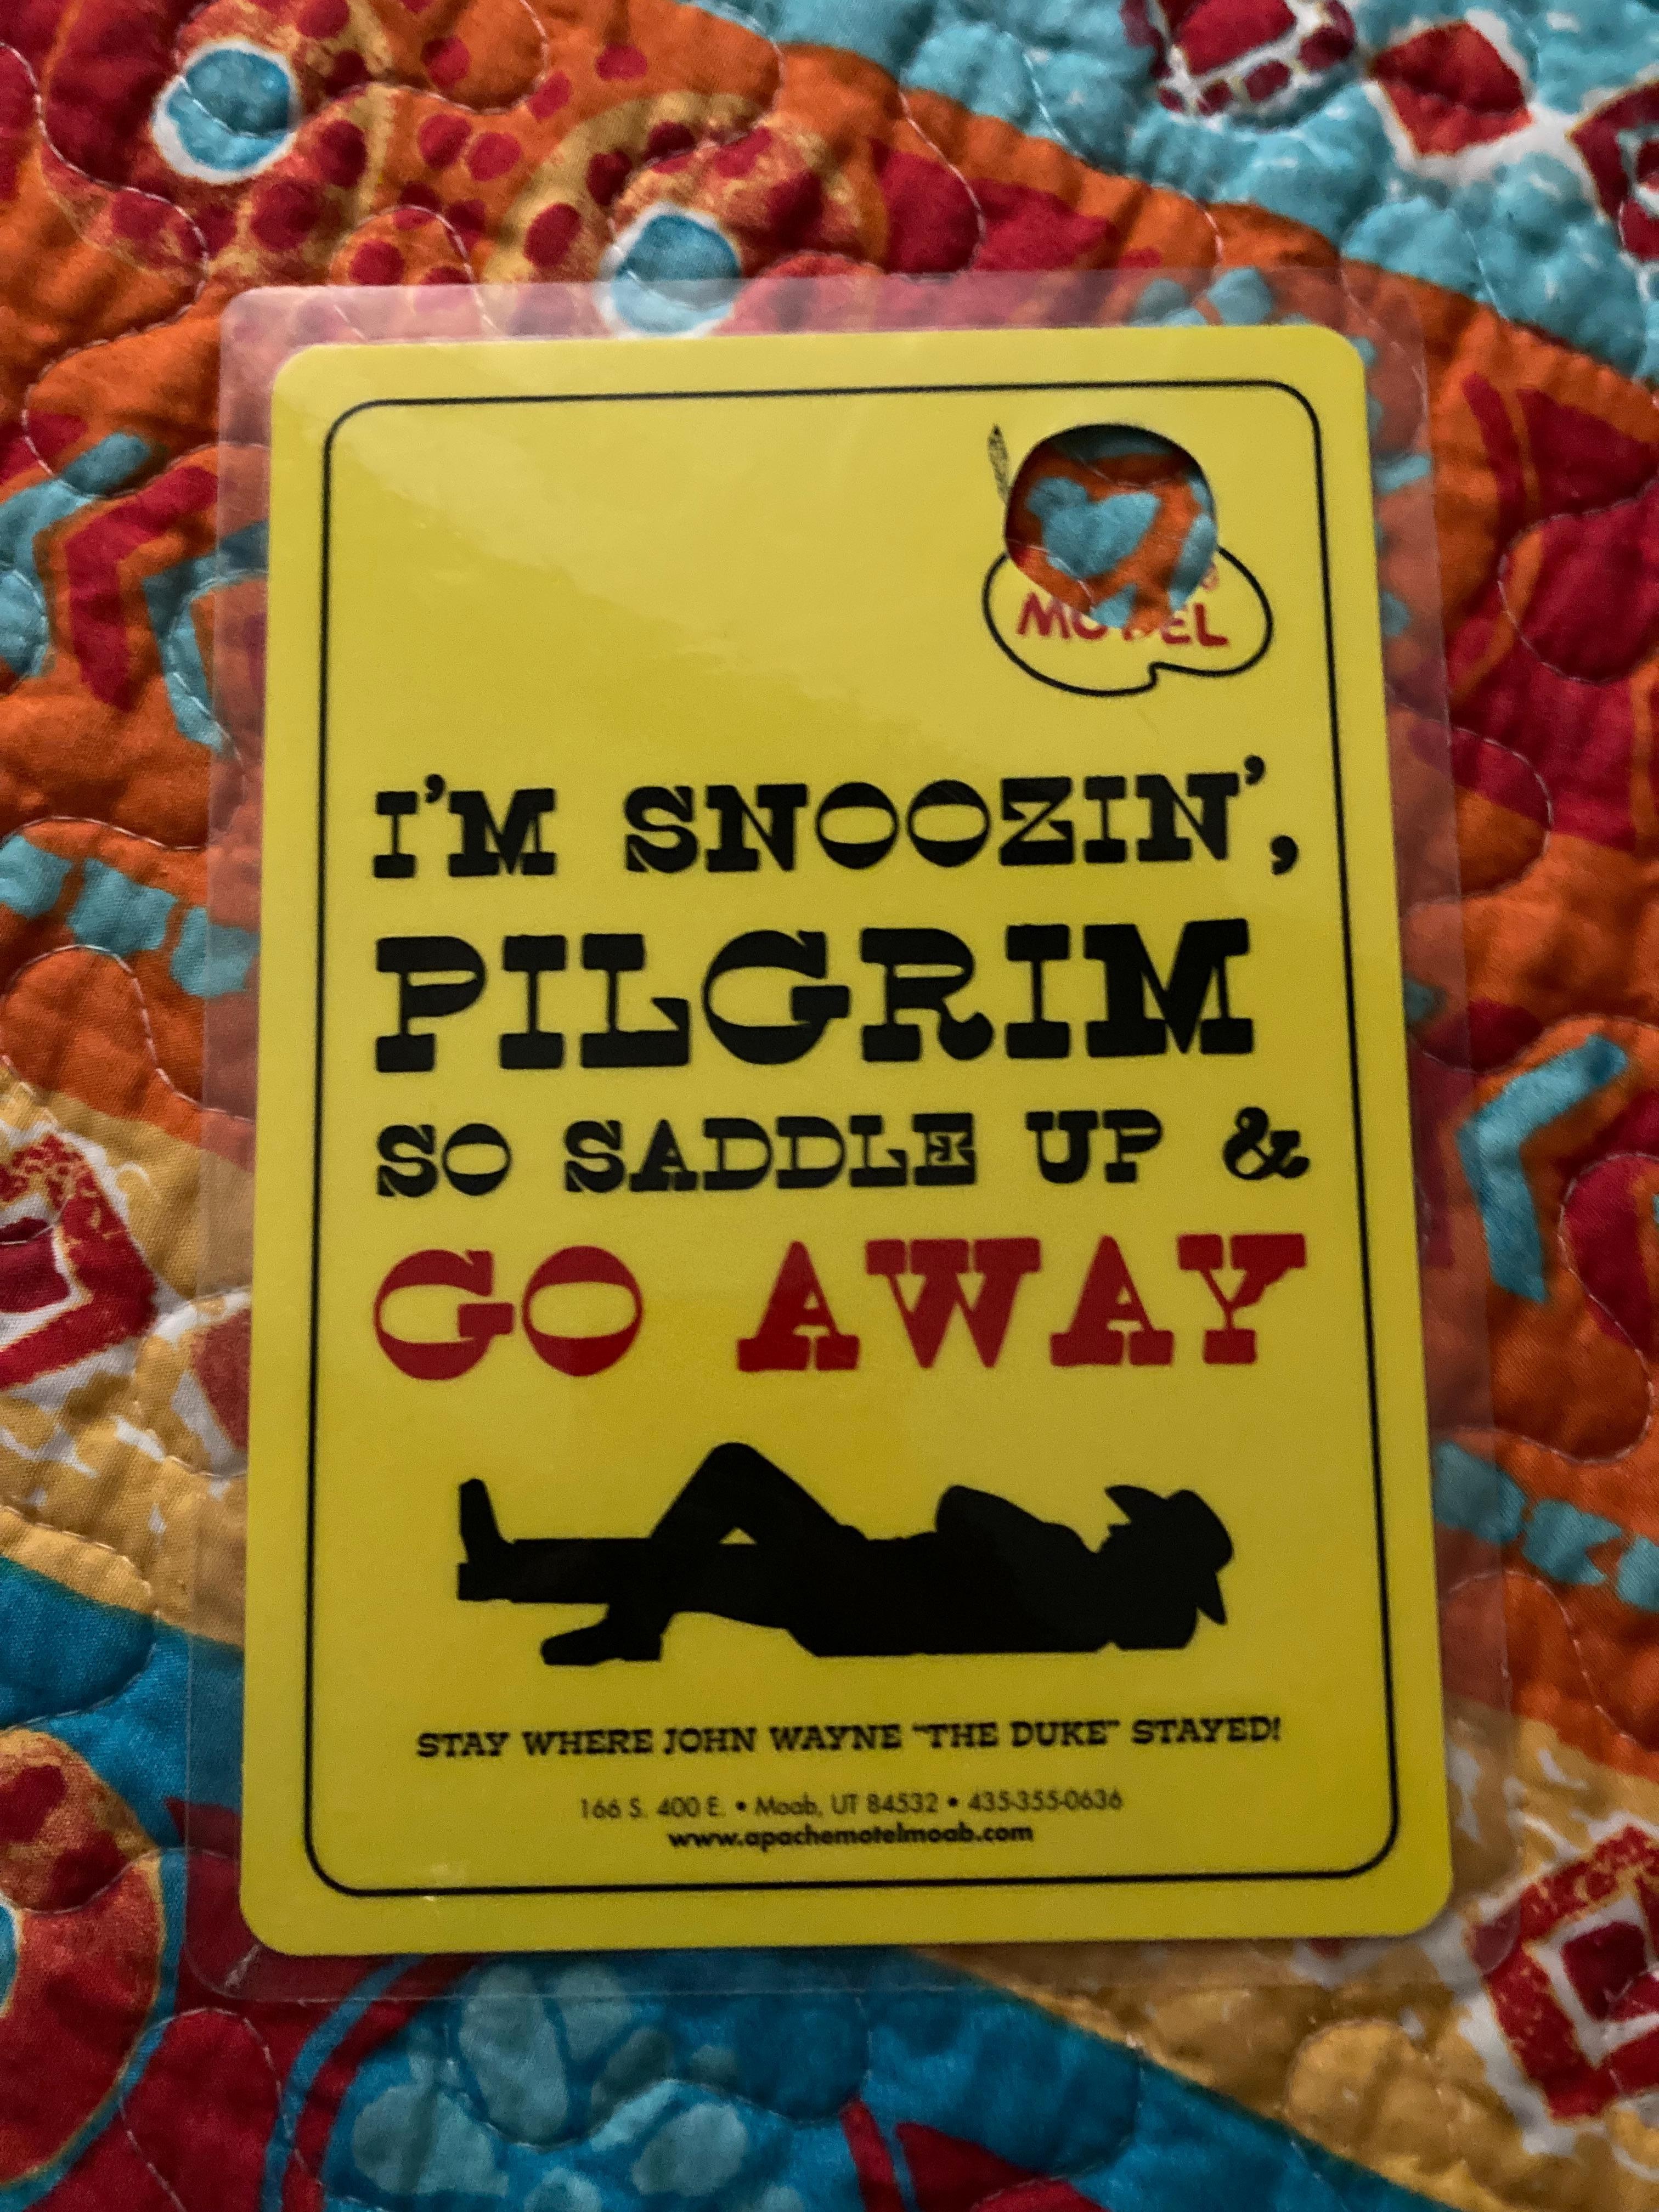 MOTEL
I'M SNOOZIN',
PILGRIM
SO SADDLE UP &
GO AWAY
STAY WHERE JOHN WAYNE "THE DUKE" STAYED!
166 S. 400 E. • Moab, UT 84532 • 435-355-0636
www.apachemotelmoab.com